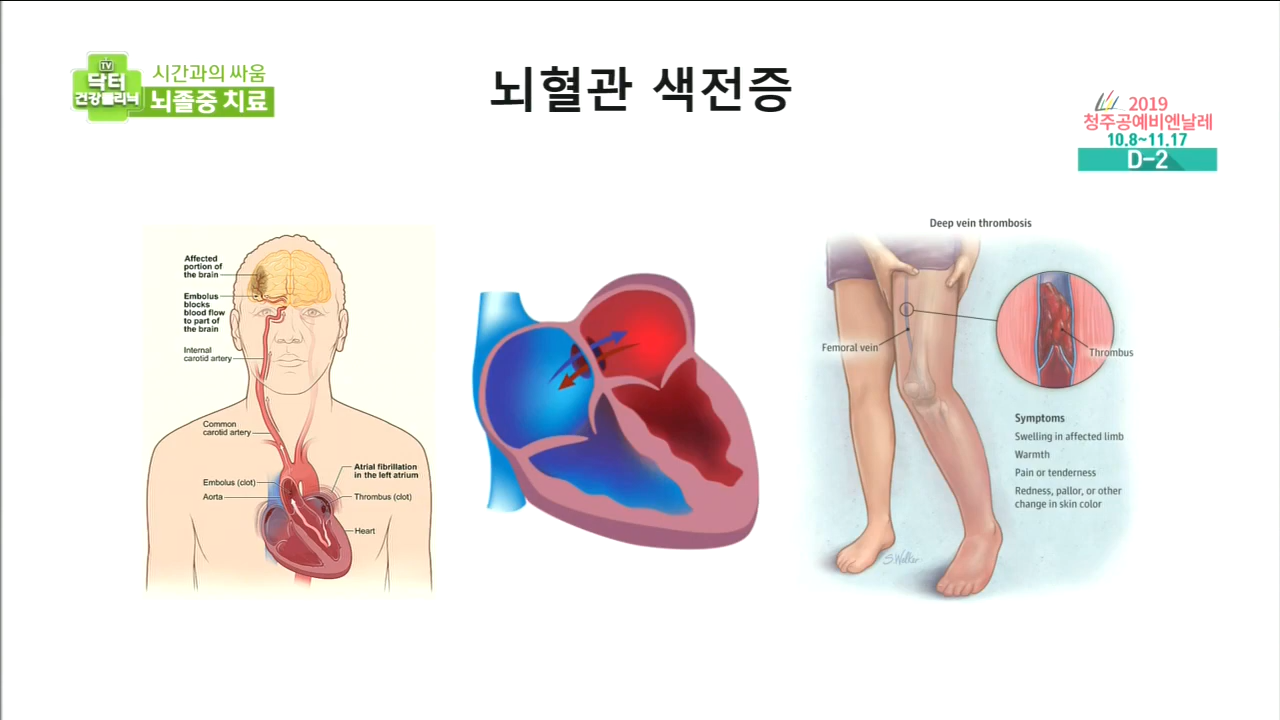 TV
닥터
건강클리닉
시간과의 싸움
뇌졸중 치료
뇌혈관 색전증
2019
청주공예비엔날레
10.8~11.17
D-2
Affected
portion of
the brain
Embolus
blocks
blood flow
to part of
the brain
Internal
carotid artery
Common
carotid artery
Embolus (clot)
Aorta
Atrial fibrillation
in the left atrium
Thrombus (clot)
Heart
Deep vein thrombosis
Femoral vein
Thrombus
Symptoms
Swelling in affected limb
Warmth
Pain or tenderness
Redness, pallor, or other
change in skin color
S.Walker